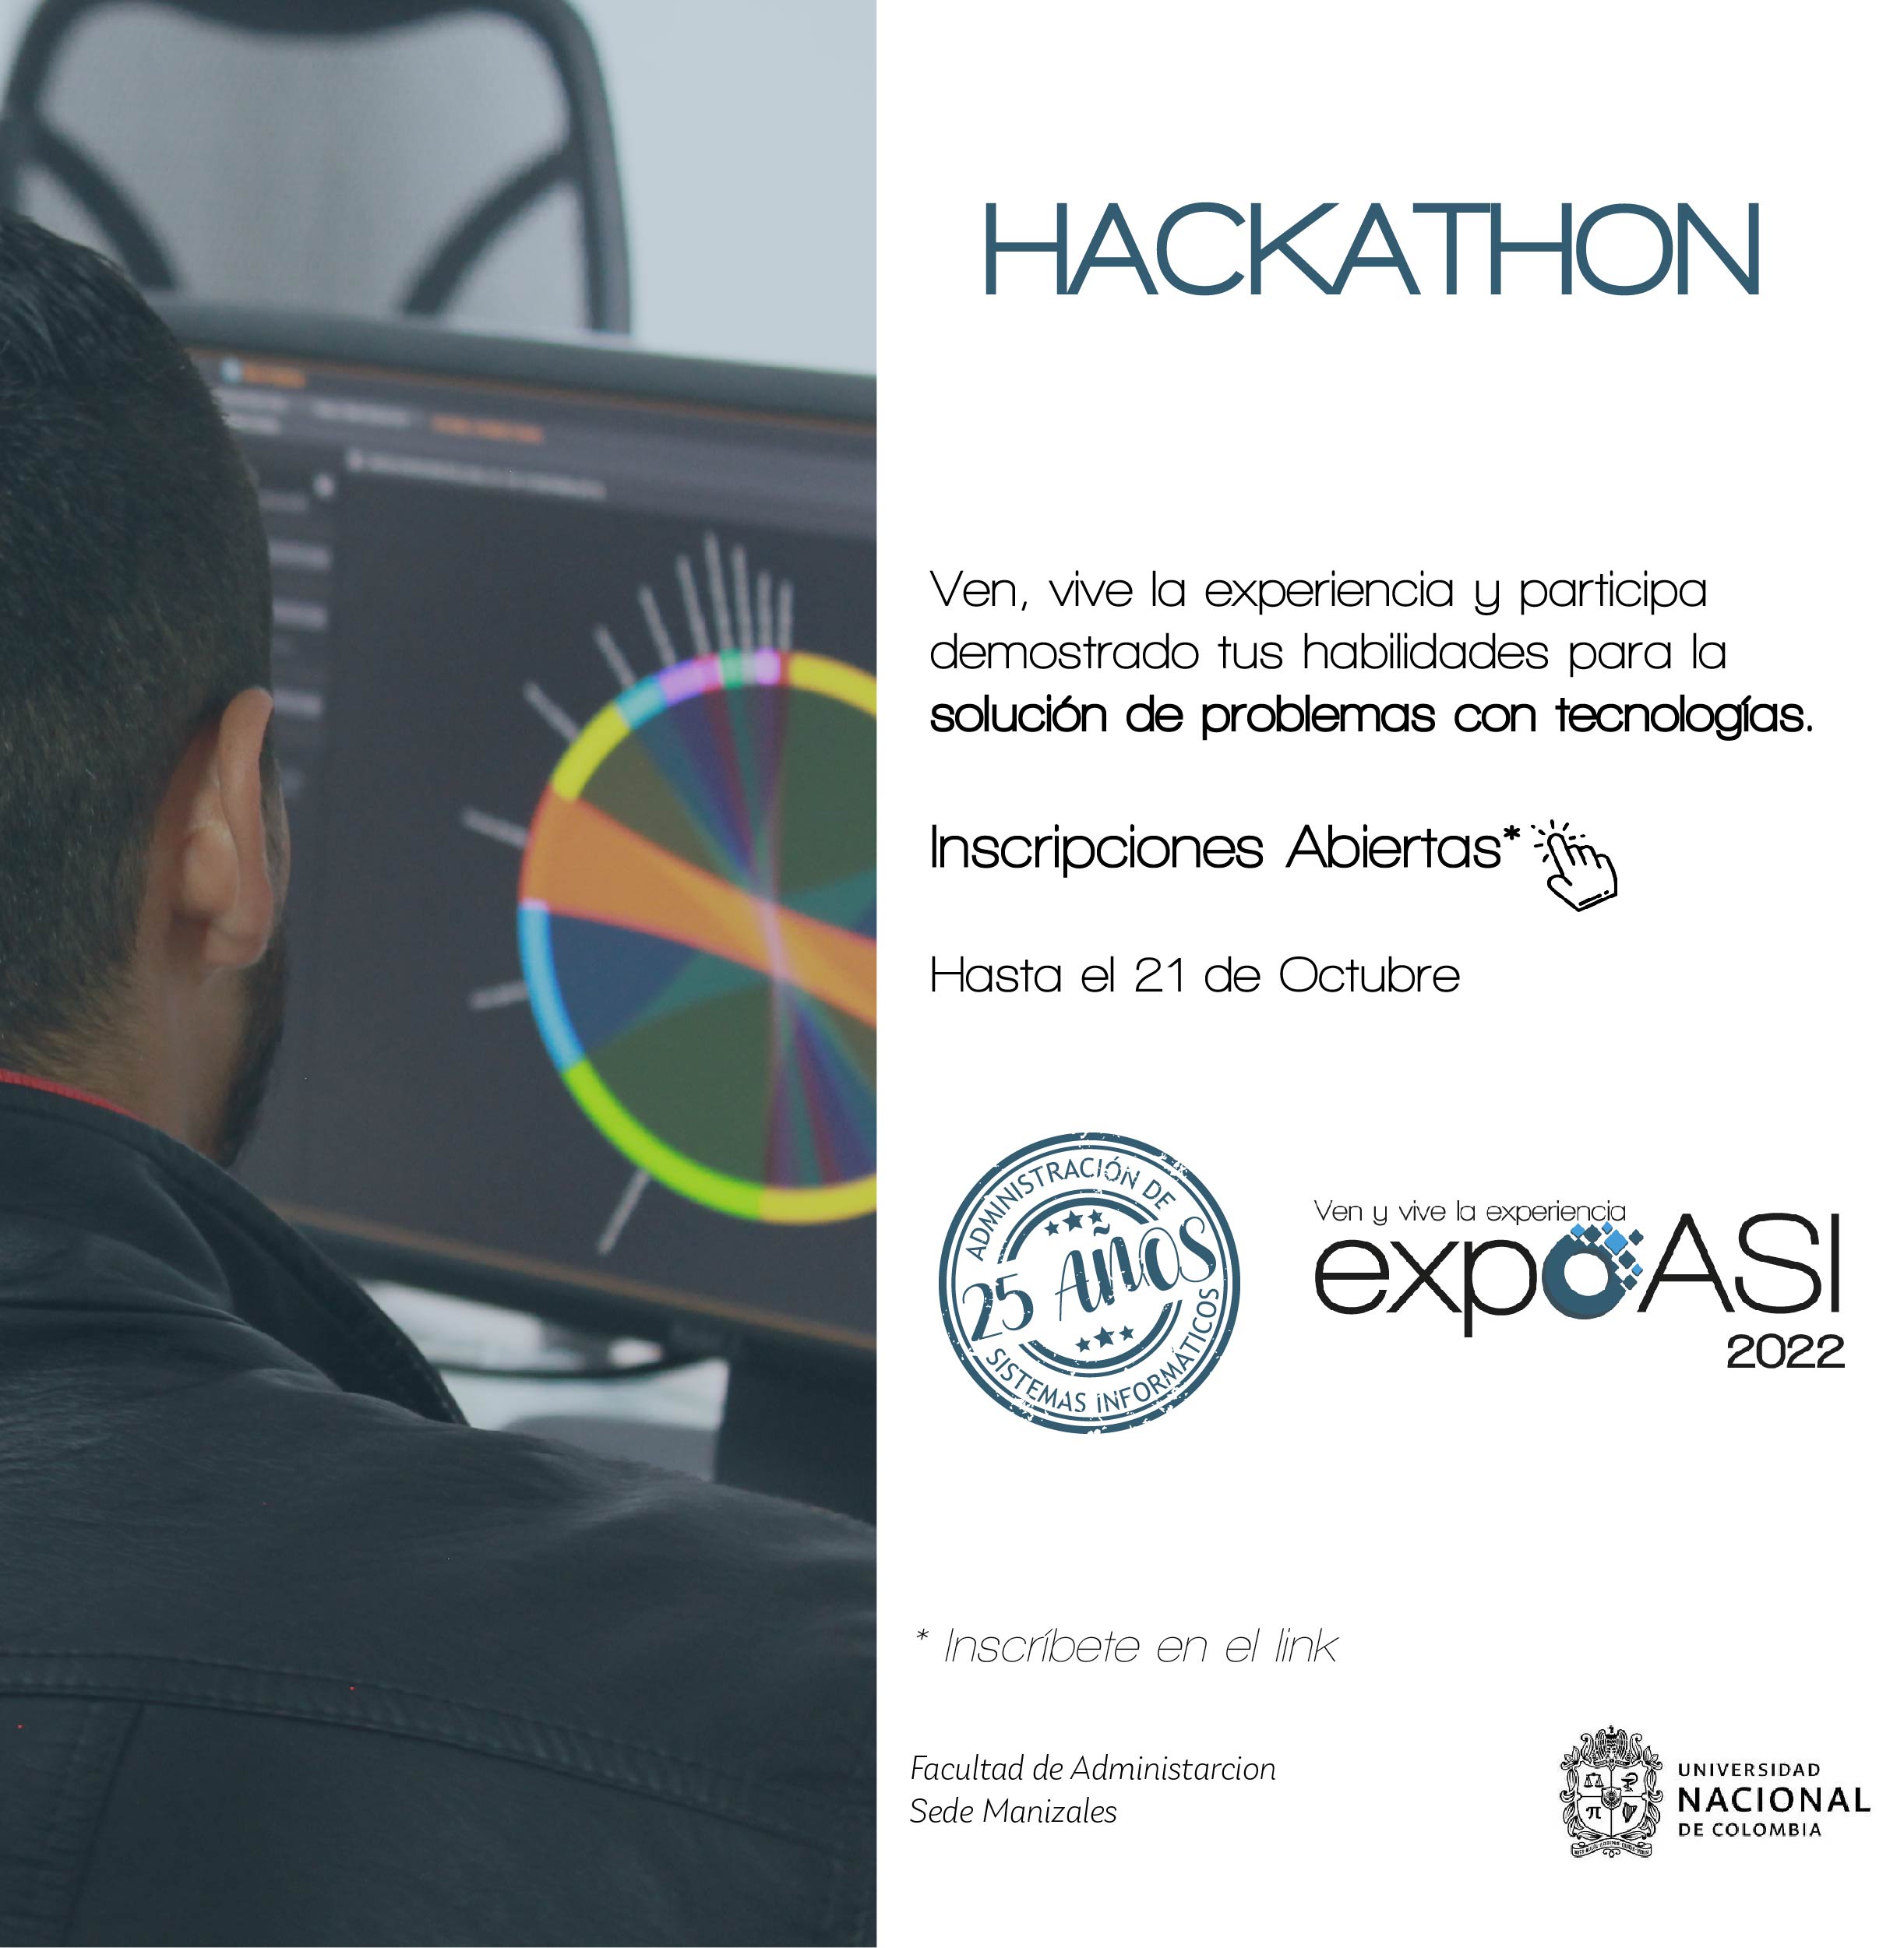 HACKATHON
Ven, vive la experiencia y participa
demostrado tus habilidades para la
solución de problemas con tecnologías.
Inscripciones Abiertas*
Hasta el 21 de Octubre
ADMINISTRACIÓN DE
25 AÑOS
SISTEMAS INFORMÁTICOS
Ven y vive la experiencia
expoASI
2022
* Inscríbete en el link
Facultad de Administarcion
Sede Manizales
UNIVERSIDAD
NACIONAL
DE COLOMBIA